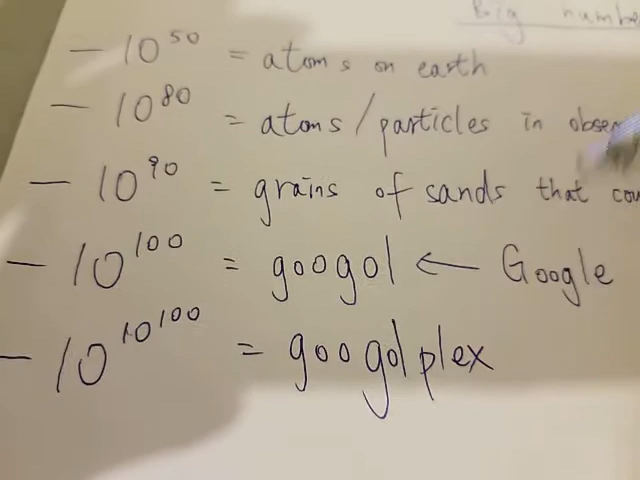 Big numbe
- 10^50 = atoms on earth
- 10^80 = atoms/particles in obser
- 10^90 = grains of sands that cou
- 10^100 = googol ← Google
- 10^10^100 = googolplex